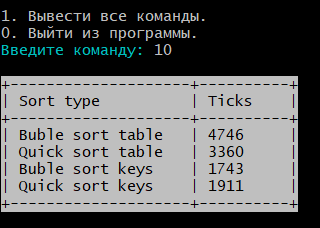 1. Вывести все команды.
0. Выйти из программы.
Введите команду: 10
+--------------------+----------+
| Sort type          | Ticks    |
+--------------------+----------+
| Buble sort table   | 4746     |
| Quick sort table   | 3360     |
| Buble sort keys    | 1743     |
| Quick sort keys    | 1911     |
+--------------------+----------+